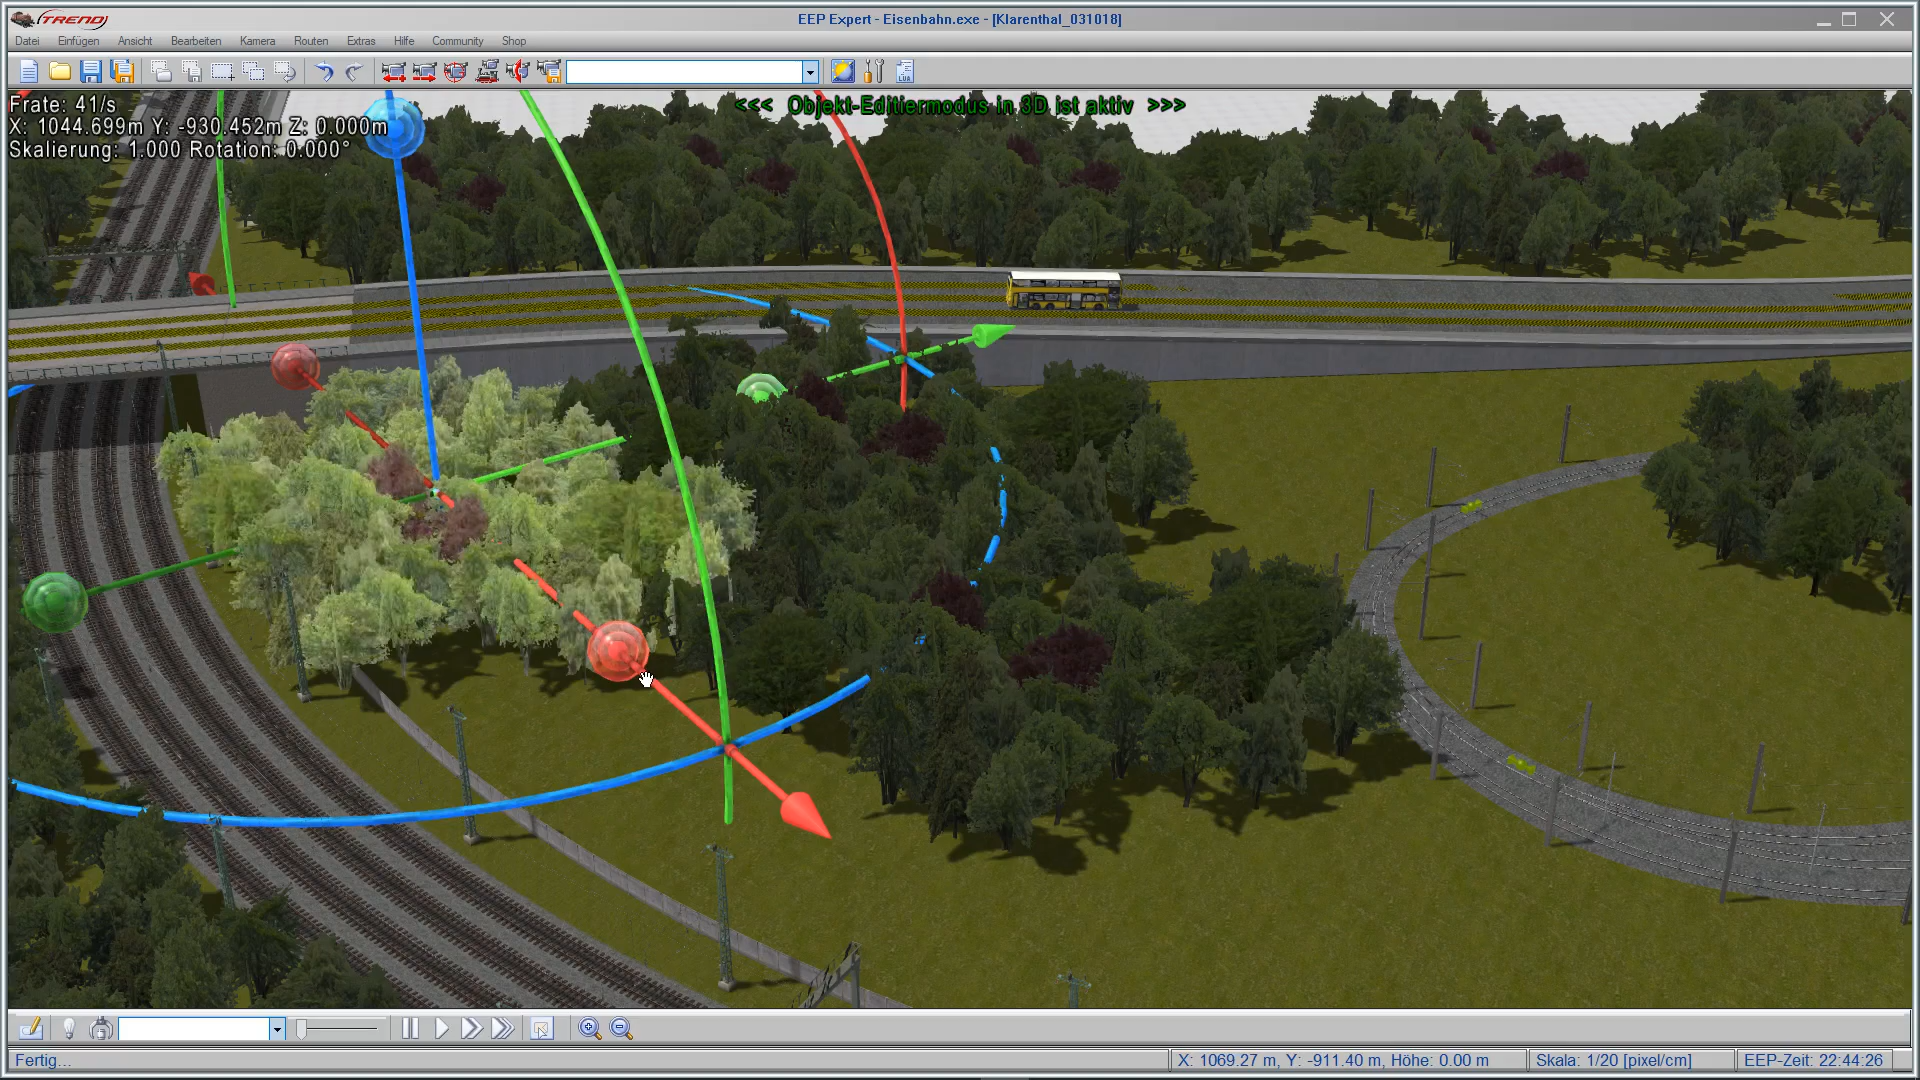 TREND
EEP Expert - Eisenbahn.exe - [Klarenthal_031018]
Datei Einfügen Ansicht Bearbeiten Kamera Routen Extras Hilfe Community Shop
LUA
Frate: 41/s
<<< Objekt-Editiermodus in 3D ist aktiv >>>
X: 1044.699m Y: -930.452m Z: 0.000m
Skalierung: 1.000 Rotation: 0.000°
Fertig...
X: 1069.27 m, Y: -911.40 m, Höhe: 0.00 m
Skala: 1/20 [pixel/cm]
EEP-Zeit: 22:44:26